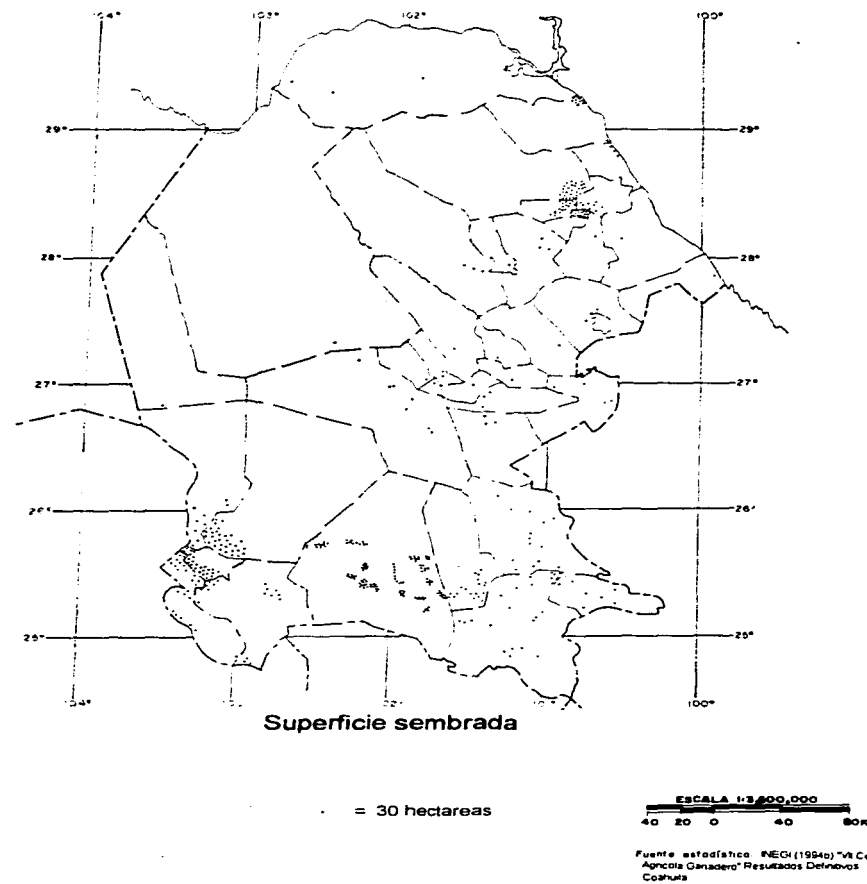 104° 103° 102° 100°
29° 29°
28° 28°
27° 27°
26° 26°
25° 25°
100°
Superficie sembrada
= 30 hectareas
ESCALA
40 20 0 40 80
Fuente estadística INEGI (1994b)
Agricola Ganadero" Resultados Definitivos
Coahuila